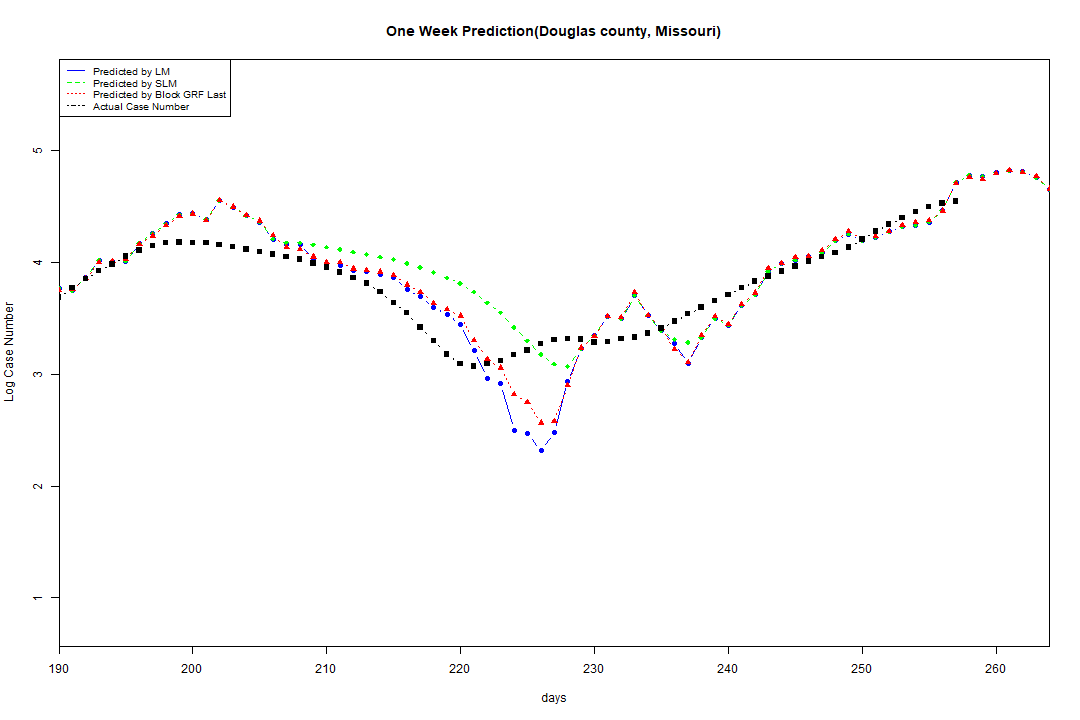 One Week Prediction(Douglas county, Missouri)
Predicted by LM
Predicted by SLM
Predicted by Block GRF Last
Actual Case Number
Log Case Number
5
4
3
2
1
190 200 210 220 230 240 250 260
days